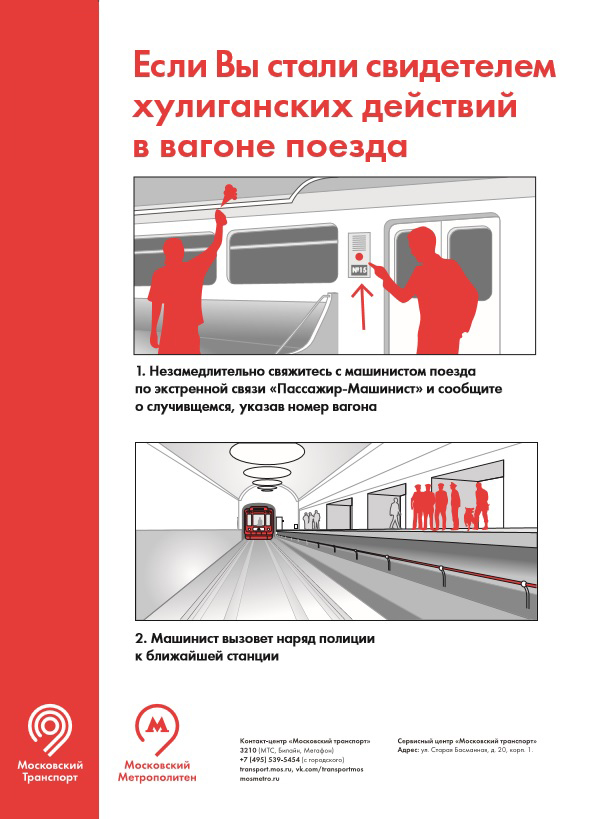 Если Вы стали свидетелем
хулиганских действий
в вагоне поезда
№15
1. Незамедлительно свяжитесь с машинистом поезда
по экстренной связи «Пассажир-Машинист» и сообщите
о случившемся, указав номер вагона
2. Машинист вызовет наряд полиции
к ближайшей станции
Московский
Транспорт
М
Московский
Метрополитен
Контакт-центр «Московский транспорт»
3210 (МТС, Билайн, Мегафон)
+7 (495) 539-5454 (с городского)
transport.mos.ru, vk.com/transportmos
mosmetro.ru
Сервисный центр «Московский транспорт»
Адрес: ул. Старая Басманная, д. 20, корп. 1.